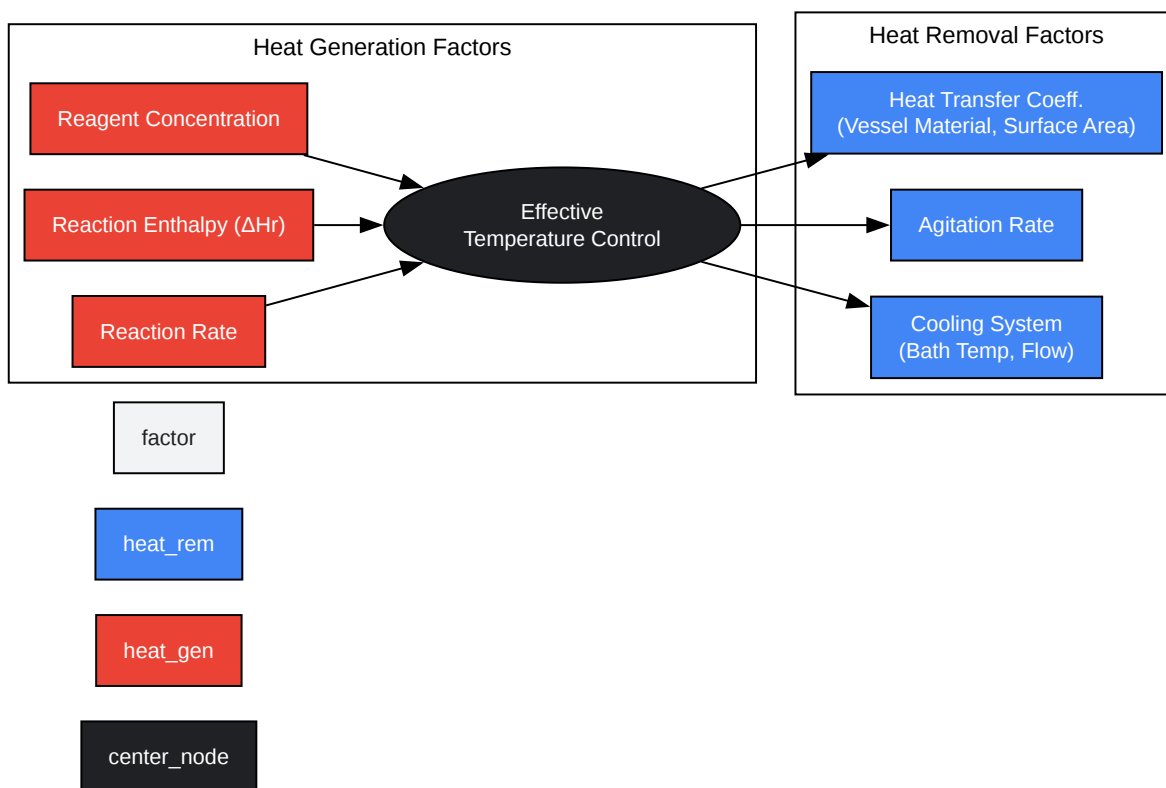 Heat Generation Factors
Reagent Concentration
Reaction Enthalpy (ΔHr)
Reaction Rate
Effective
Temperature Control
Heat Removal Factors
Heat Transfer Coeff.
(Vessel Material, Surface Area)
Agitation Rate
Cooling System
(Bath Temp, Flow)
factor
heat_rem
heat_gen
center_node